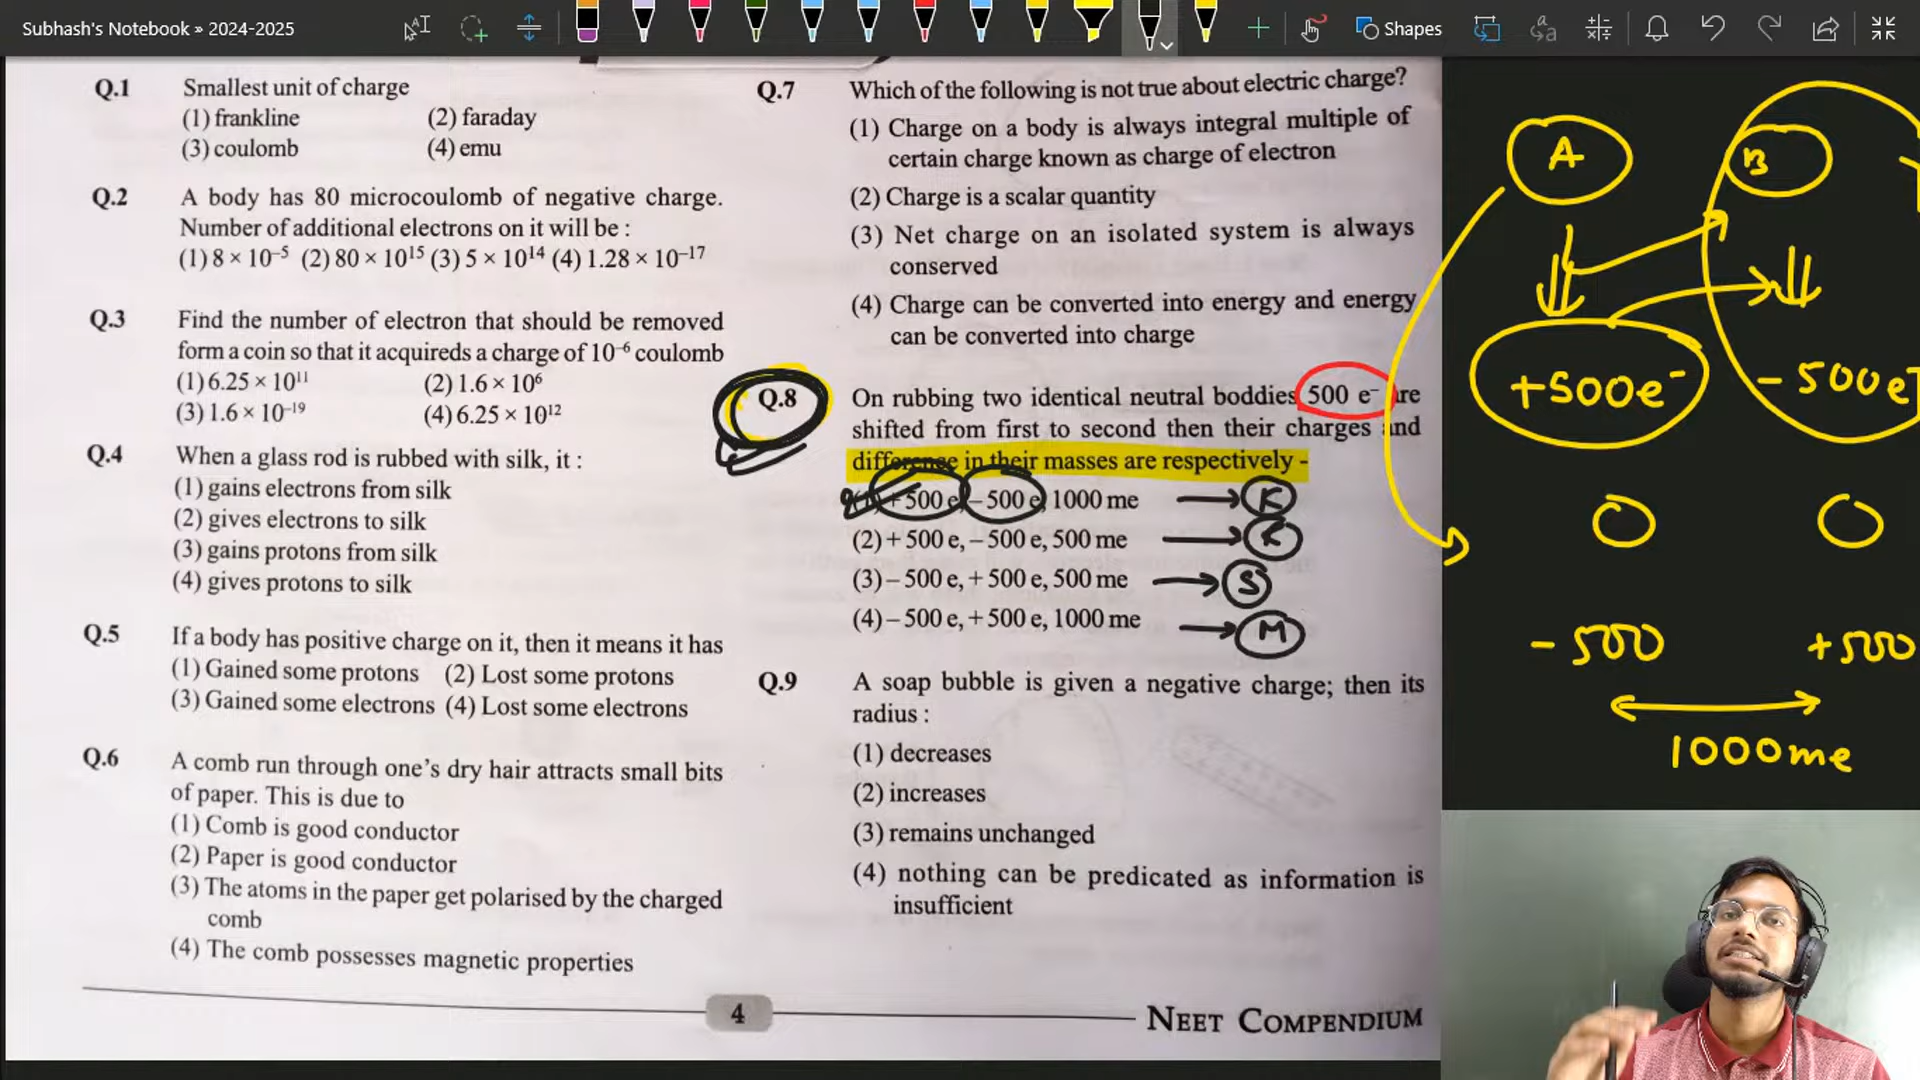 Subhash's Notebook » 2024-2025
Shapes
Q.1 Smallest unit of charge
(1) frankline (2) faraday
(3) coulomb (4) emu
Q.2 A body has 80 microcoulomb of negative charge.
Number of additional electrons on it will be :
(1) 8 × 10⁻⁵ (2) 80 × 10¹⁵ (3) 5 × 10¹⁴ (4) 1.28 × 10⁻¹⁷
Q.3 Find the number of electron that should be removed
form a coin so that it acquireds a charge of 10⁻⁶ coulomb
(1) 6.25 × 10¹¹ (2) 1.6 × 10⁶
(3) 1.6 × 10⁻¹⁹ (4) 6.25 × 10¹²
Q.4 When a glass rod is rubbed with silk, it :
(1) gains electrons from silk
(2) gives electrons to silk
(3) gains protons from silk
(4) gives protons to silk
Q.5 If a body has positive charge on it, then it means it has
(1) Gained some protons (2) Lost some protons
(3) Gained some electrons (4) Lost some electrons
Q.6 A comb run through one's dry hair attracts small bits
of paper. This is due to
(1) Comb is good conductor
(2) Paper is good conductor
(3) The atoms in the paper get polarised by the charged
comb
(4) The comb possesses magnetic properties
Q.7 Which of the following is not true about electric charge?
(1) Charge on a body is always integral multiple of
certain charge known as charge of electron
(2) Charge is a scalar quantity
(3) Net charge on an isolated system is always
conserved
(4) Charge can be converted into energy and energy
can be converted into charge
Q.8 On rubbing two identical neutral boddies 500 e⁻ are
shifted from first to second then their charges and
difference in their masses are respectively -
+500 e, – 500 e, 1000 me → K
(2) + 500 e, – 500 e, 500 me → K
(3) – 500 e, + 500 e, 500 me → S
(4) – 500 e, + 500 e, 1000 me → M
Q.9 A soap bubble is given a negative charge; then its
radius :
(1) decreases
(2) increases
(3) remains unchanged
(4) nothing can be predicated as information is
insufficient
4
NEET COMPENDIUM
A B
+500e⁻ - 500e⁻
- 500 +500
1000me